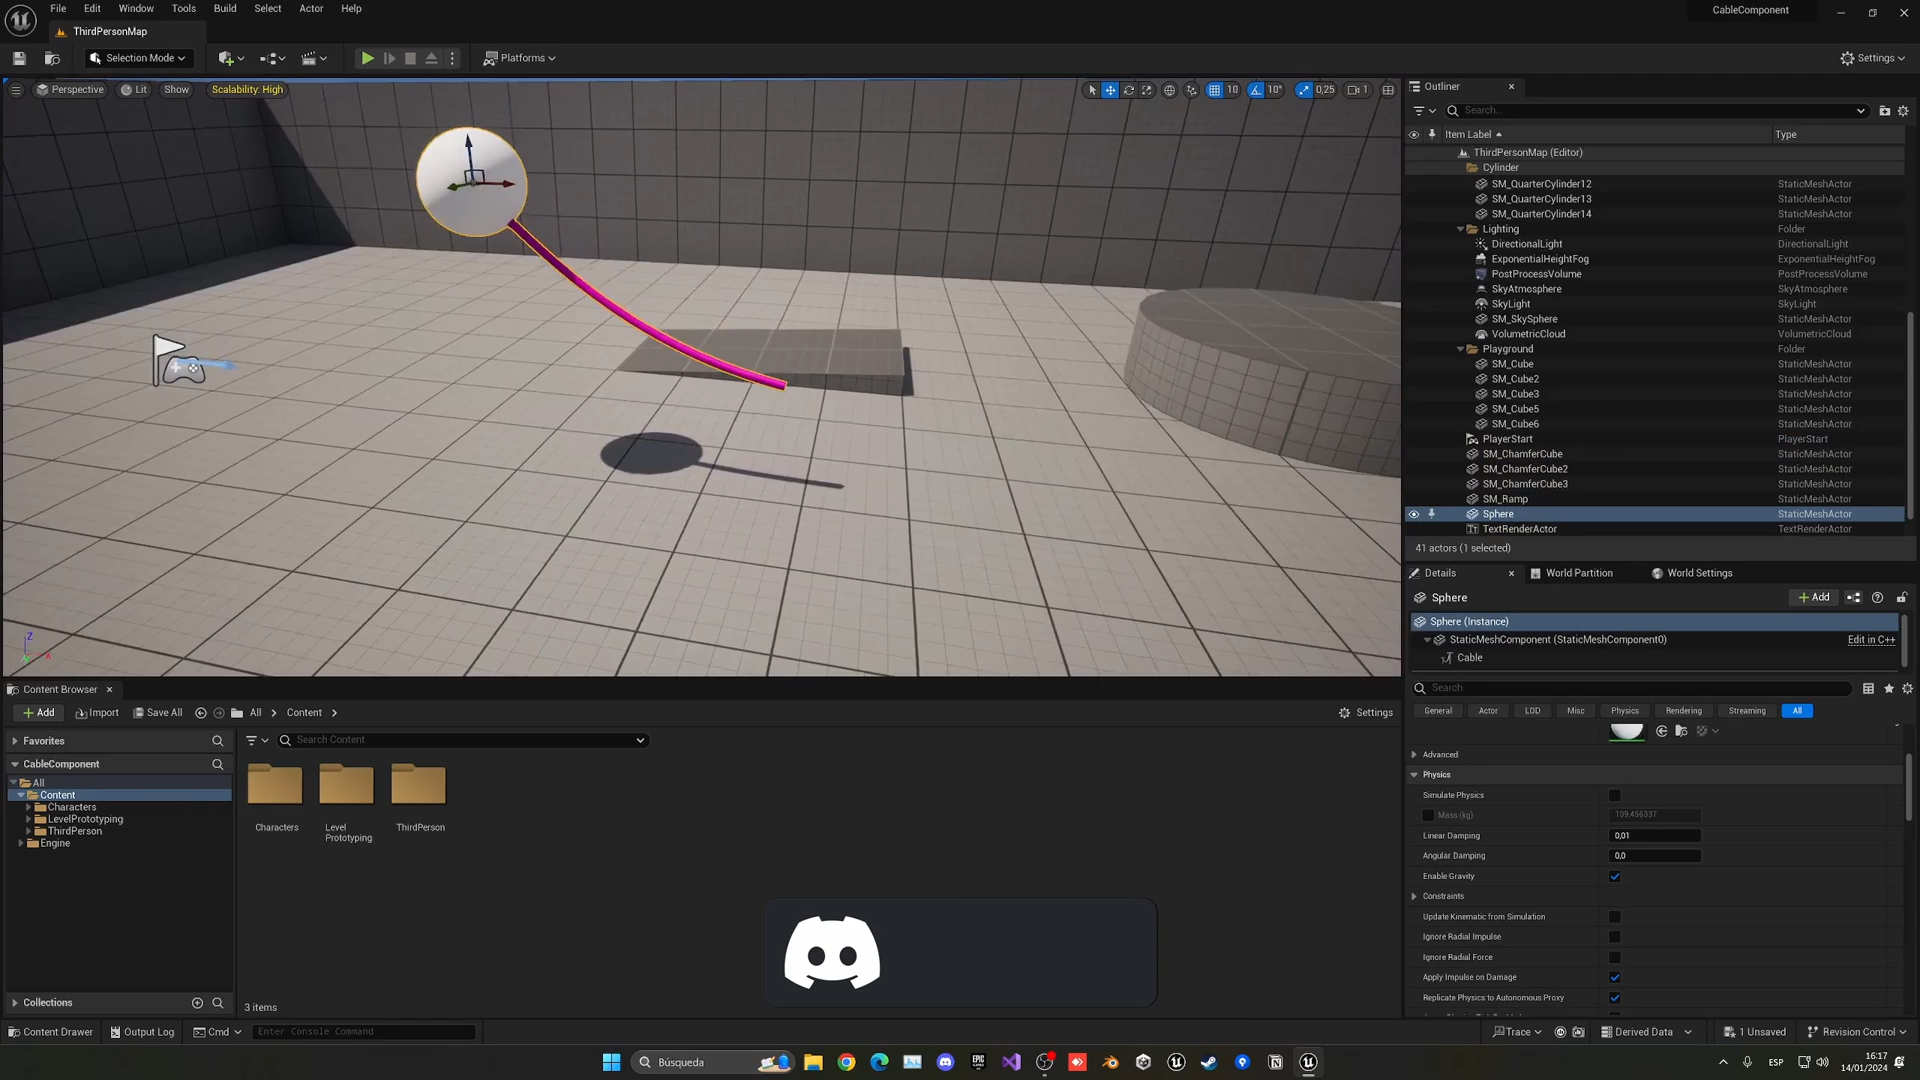 File Edit Window Tools Build Select Actor Help
CableComponent
ThirdPersonMap
Selection Mode
Platforms
Settings
Perspective Lit Show Scalability: High
10 10° 0,25 1
Outliner
Search...
Item Label Type
ThirdPersonMap (Editor)
Cylinder
SM_QuarterCylinder12 StaticMeshActor
SM_QuarterCylinder13 StaticMeshActor
SM_QuarterCylinder14 StaticMeshActor
Lighting Folder
DirectionalLight DirectionalLight
ExponentialHeightFog ExponentialHeightFog
PostProcessVolume PostProcessVolume
SkyAtmosphere SkyAtmosphere
SkyLight SkyLight
SM_SkySphere StaticMeshActor
VolumetricCloud VolumetricCloud
Playground Folder
SM_Cube StaticMeshActor
SM_Cube2 StaticMeshActor
SM_Cube3 StaticMeshActor
SM_Cube5 StaticMeshActor
SM_Cube6 StaticMeshActor
PlayerStart PlayerStart
SM_ChamferCube StaticMeshActor
SM_ChamferCube2 StaticMeshActor
SM_ChamferCube3 StaticMeshActor
SM_Ramp StaticMeshActor
Sphere StaticMeshActor
TextRenderActor TextRenderActor
41 actors (1 selected)
Details World Partition World Settings
Sphere Add
Sphere (Instance)
StaticMeshComponent (StaticMeshComponent0) Edit in C++
Cable
Search
General Actor LOD Misc Physics Rendering Streaming All
Advanced
Physics
Simulate Physics
Mass (kg) 109,456337
Linear Damping 0,01
Angular Damping 0,0
Enable Gravity
Constraints
Update Kinematic from Simulation
Ignore Radial Impulse
Ignore Radial Force
Apply Impulse on Damage
Replicate Physics to Autonomous Proxy
Z
X
Content Browser
Add Import Save All All Content Settings
Favorites
Search Content
CableComponent
All
Content
Characters
LevelPrototyping
ThirdPerson
Engine
Characters
Level
Prototyping
ThirdPerson
Collections
3 items
Content Drawer Output Log Cmd Enter Console Command
Trace Derived Data 1 Unsaved Revision Control
Búsqueda
EPIC
GAMES
ESP
16:17
14/01/2024